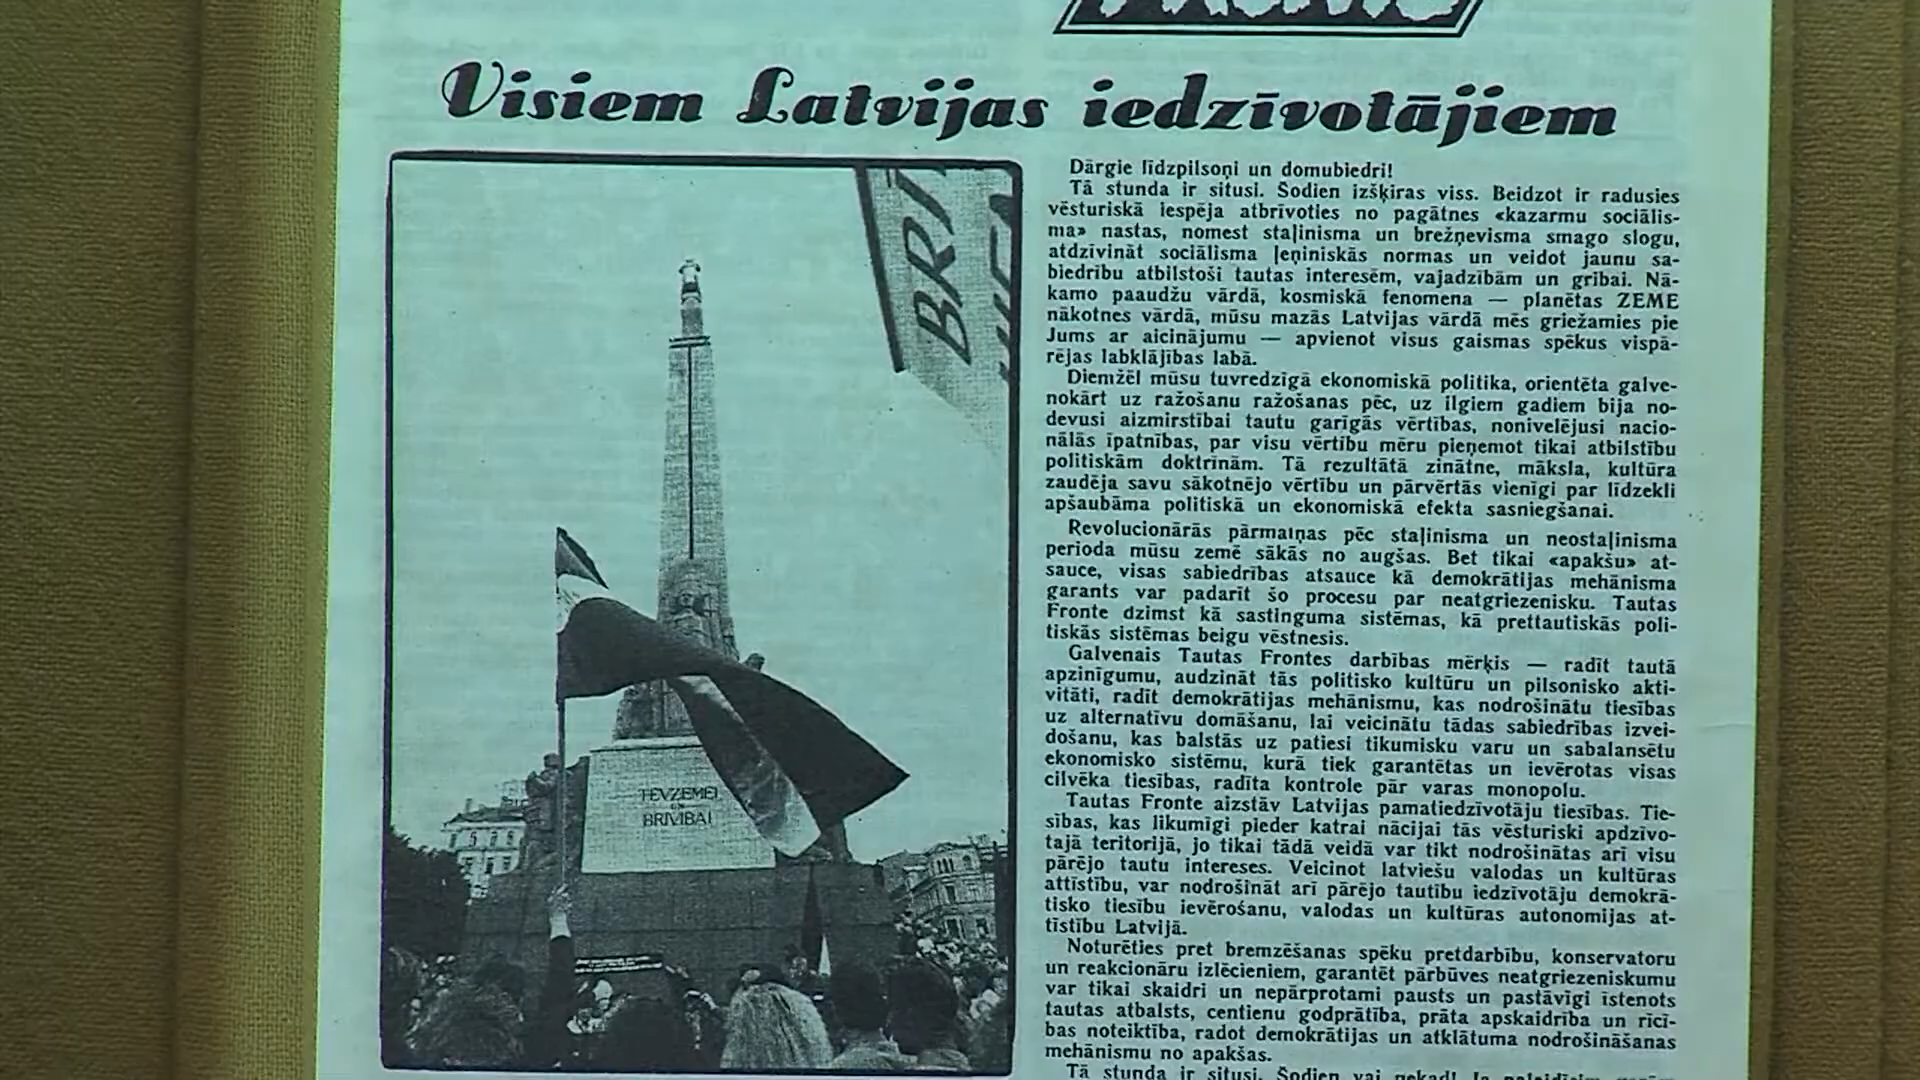 Visiem Latvijas iedzīvotājiem
BRĪ
TĒVZEMEI
UN
BRĪVĪBAI
Dārgie līdzpilsoņi un domubiedri!
Tā stunda ir situsi. Šodien izšķiras viss. Beidzot ir radusies
vēsturiskā iespēja atbrīvoties no pagātnes «kazarmu sociālis-
ma» nastas, nomest staļinisma un brežņevisma smago slogu,
atdzīvināt sociālisma ļeņiniskās normas un veidot jaunu sa-
biedrību atbilstoši tautas interesēm, vajadzībām un gribai. Nā-
kamo paaudžu vārdā, kosmiskā fenomena — planētas ZEME
nākotnes vārdā, mūsu mazās Latvijas vārdā mēs griežamies pie
Jums ar aicinājumu — apvienot visus gaismas spēkus vispā-
rējas labklājības labā.
Diemžēl mūsu tuvredzīgā ekonomiskā politika, orientēta galve-
nokārt uz ražošanu ražošanas pēc, uz ilgiem gadiem bija no-
devusi aizmirstībai tautu garīgās vērtības, nonivelējusi nacio-
nālās īpatnības, par visu vērtību mēru pieņemot tikai atbilstību
politiskām doktrīnām. Tā rezultātā zinātne, māksla, kultūra
zaudēja savu sākotnējo vērtību un pārvērtās vienīgi par līdzekli
apšaubāma politiskā un ekonomiskā efekta sasniegšanai.
Revolucionārās pārmaiņas pēc staļinisma un neostaļinisma
perioda mūsu zemē sākās no augšas. Bet tikai «apakšu» at-
sauce, visas sabiedrības atsauce kā demokrātijas mehānisma
garants var padarīt šo procesu par neatgriezenisku. Tautas
Fronte dzimst kā sastinguma sistēmas, kā prettautiskās poli-
tiskās sistēmas beigu vēstnesis.
Galvenais Tautas Frontes darbības mērķis — radīt tautā
apzinīgumu, audzināt tās politisko kultūru un pilsonisko akti-
vitāti, radīt demokrātijas mehānismu, kas nodrošinātu tiesības
uz alternatīvu domāšanu, lai veicinātu tādas sabiedrības izvei-
došanu, kas balstās uz patiesi tikumisku varu un sabalansētu
ekonomisko sistēmu, kurā tiek garantētas un ievērotas visas
cilvēka tiesības, radīta kontrole pār varas monopolu.
Tautas Fronte aizstāv Latvijas pamatiedzīvotāju tiesības. Tie-
sības, kas likumīgi pieder katrai nācijai tās vēsturiski apdzīvo-
tajā teritorijā, jo tikai tādā veidā var tikt nodrošinātas arī visu
pārējo tautu intereses. Veicinot latviešu valodas un kultūras
attīstību, var nodrošināt arī pārējo tautību iedzīvotāju demokrā-
tisko tiesību ievērošanu, valodas un kultūras autonomijas at-
tīstību Latvijā.
Noturēties pret bremzēšanas spēku pretdarbību, konservatoru
un reakcionāru izlēcieniem, garantēt pārbūves neatgriezeniskumu
var tikai skaidri un nepārprotami pausts un pastāvīgi īstenots
tautas atbalsts, centienu godprātība, prāta apskaidrība un rīcī-
bas noteiktība, radot demokrātijas un atklātuma nodrošināšanas
mehānismu no apakšas.
Tā stunda ir situsi. Šodien vai nekad! Ja